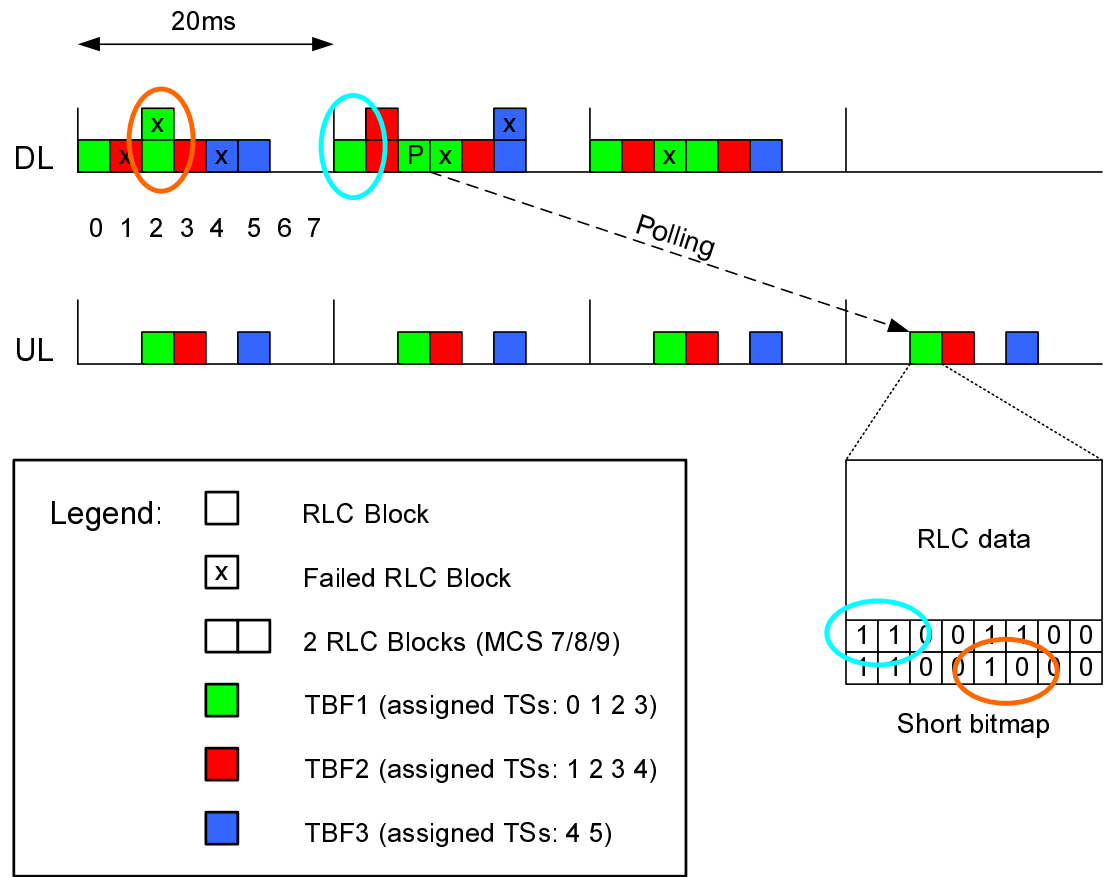 20ms
x x
DL x x P x x
0 1 2 3 4 5 6 7
Polling
UL
RLC data
1 1 0 0 1 1 0 0
1 1 0 0 1 0 0 0
Short bitmap
Legend:
RLC Block
x Failed RLC Block
2 RLC Blocks (MCS 7/8/9)
TBF1 (assigned TSs: 0 1 2 3)
TBF2 (assigned TSs: 1 2 3 4)
TBF3 (assigned TSs: 4 5)